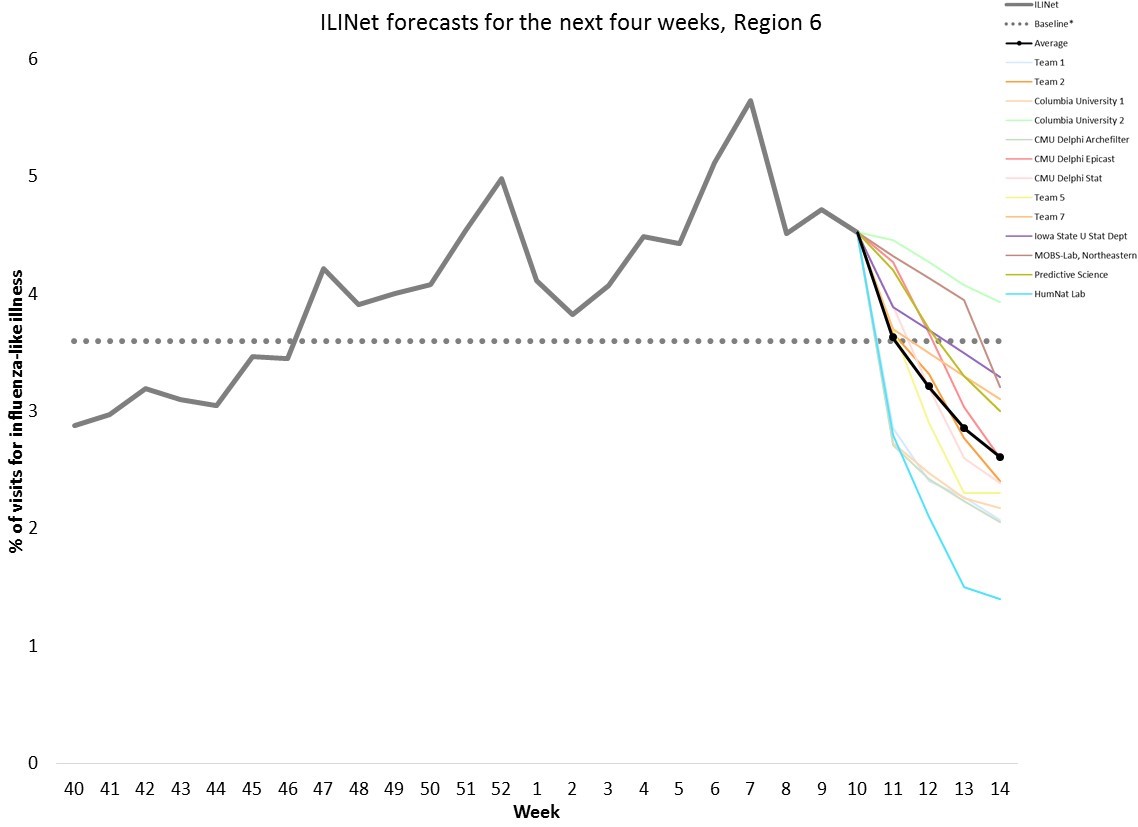 ILINet forecasts for the next four weeks, Region 6
ILINet
Baseline*
Average
Team 1
Team 2
Columbia University 1
Columbia University 2
CMU Delphi Archefilter
CMU Delphi Epicast
CMU Delphi Stat
Team 5
Team 7
Iowa State U Stat Dept
MOBS-Lab, Northeastern
Predictive Science
HumNat Lab
% of visits for influenza-like illness
6
5
4
3
2
1
0
40 41 42 43 44 45 46 47 48 49 50 51 52 1 2 3 4 5 6 7 8 9 10 11 12 13 14
Week